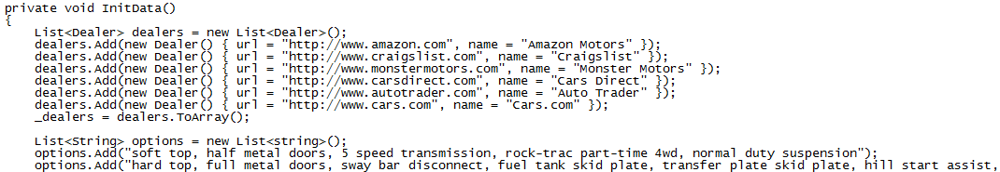 private void InitData()
{
List<Dealer> dealers = new List<Dealer>();
dealers.Add(new Dealer() { url = "http://www.amazon.com", name = "Amazon Motors" });
dealers.Add(new Dealer() { url = "http://www.craigslist.com", name = "Craigslist" });
dealers.Add(new Dealer() { url = "http://www.monstermotors.com", name = "Monster Motors" });
dealers.Add(new Dealer() { url = "http://www.carsdirect.com", name = "Cars Direct" });
dealers.Add(new Dealer() { url = "http://www.autotrader.com", name = "Auto Trader" });
dealers.Add(new Dealer() { url = "http://www.cars.com", name = "Cars.com" });
_dealers = dealers.ToArray();
List<String> options = new List<string>();
options.Add("soft top, half metal doors, 5 speed transmission, rock-trac part-time 4wd, normal duty suspension");
options.Add("hard top, full metal doors, sway bar disconnect, fuel tank skid plate, transfer plate skid plate, hill start assist,